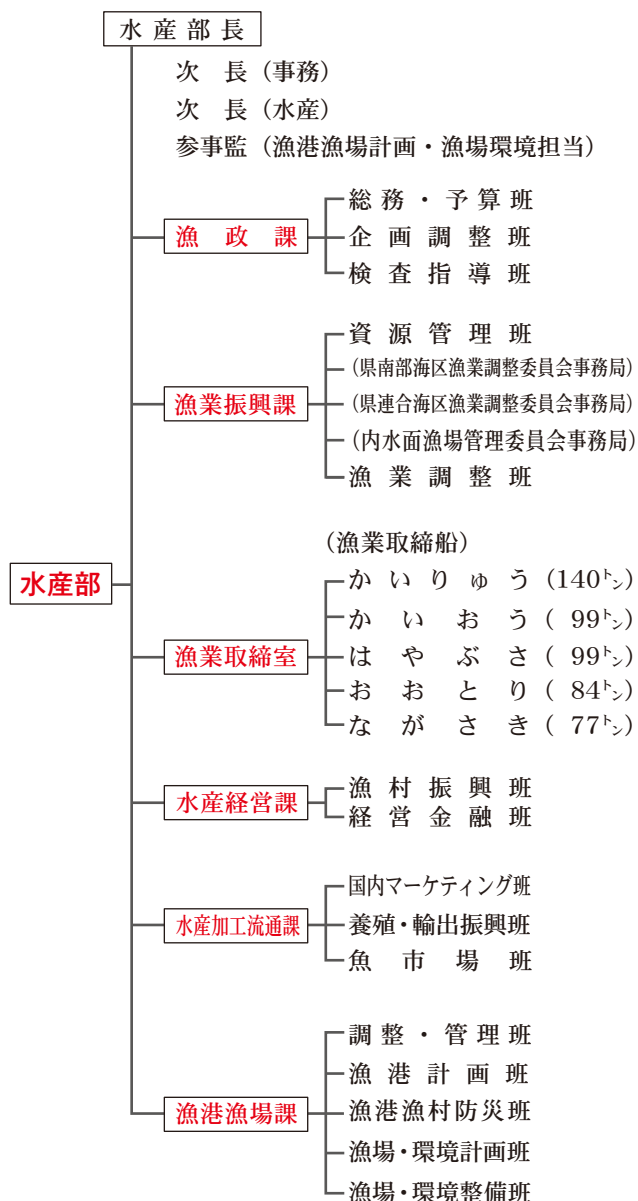 水産部長
次長(事務)
次長(水産)
参事監(漁港漁場計画・漁場環境担当)
総務・予算班
漁政課
企画調整班
検査指導班
資源管理班
(県南部海区漁業調整委員会事務局)
漁業振興課
(県連合海区漁業調整委員会事務局)
(内水面漁場管理委員会事務局)
漁業調整班
水産部
(漁業取締船)
かいりゅう(140㌧)
かいおう( 99㌧)
漁業取締室
はやぶさ( 99㌧)
おおとり( 84㌧)
ながさき( 77㌧)
漁村振興班
水産経営課
経営金融班
国内マーケティング班
水産加工流通課
養殖・輸出振興班
魚市場班
調整・管理班
漁港計画班
漁港漁場課
漁港漁村防災班
漁場・環境計画班
漁場・環境整備班